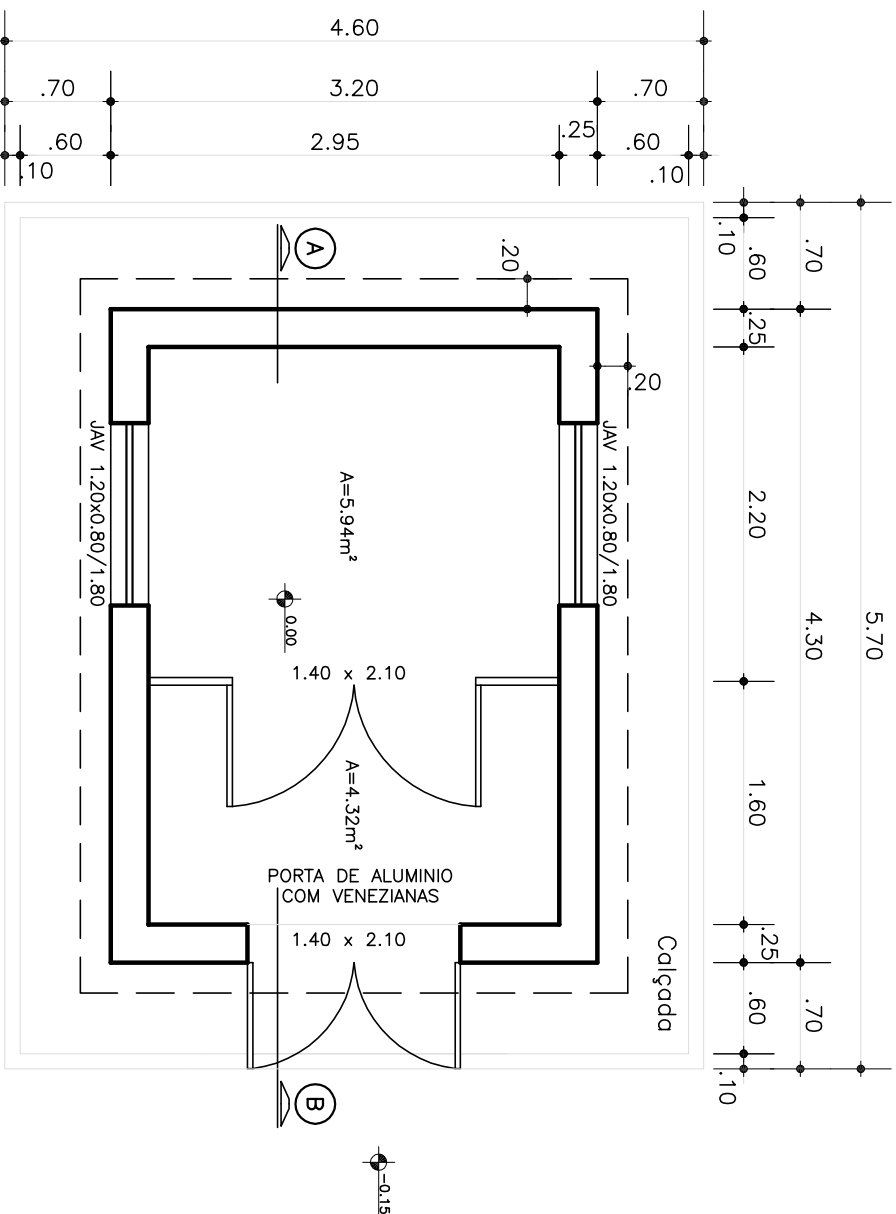 4.60
.70
3.20
.70
.60
2.95
.25
.60
.10
.10
A
.20
.10
.60
.70
.25
.20
JAV 1.20x0.80/1.80
JAV 1.20x0.80/1.80
A=5.94m²
2.20
0.00
4.30
5.70
1.40 x 2.10
A=4.32m²
1.60
PORTA DE ALUMINIO
COM VENEZIANAS
1.40 x 2.10
Calçada
.25
.60
.70
.10
B
-0.15